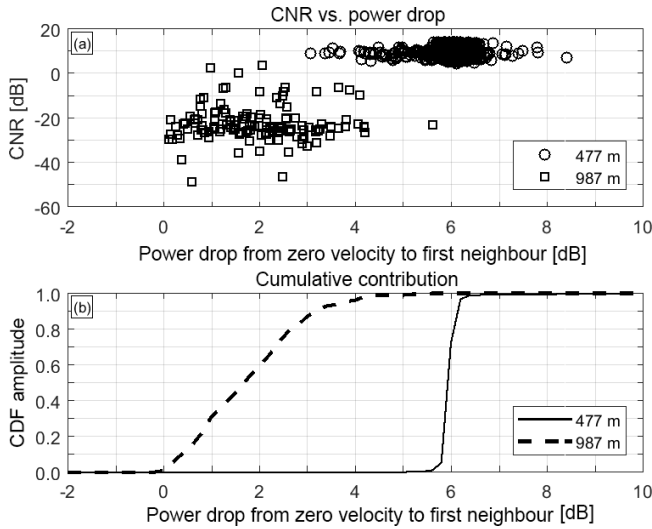 CNR vs. power drop
(a)
20
0
-20
-40
-60
CNR [dB]
477 m
987 m
-2 0 2 4 6 8 10
Power drop from zero velocity to first neighbour [dB]
Cumulative contribution
(b)
1.0
0.8
0.6
0.4
0.2
0.0
CDF amplitude
477 m
987 m
-2 0 2 4 6 8 10
Power drop from zero velocity to first neighbour [dB]